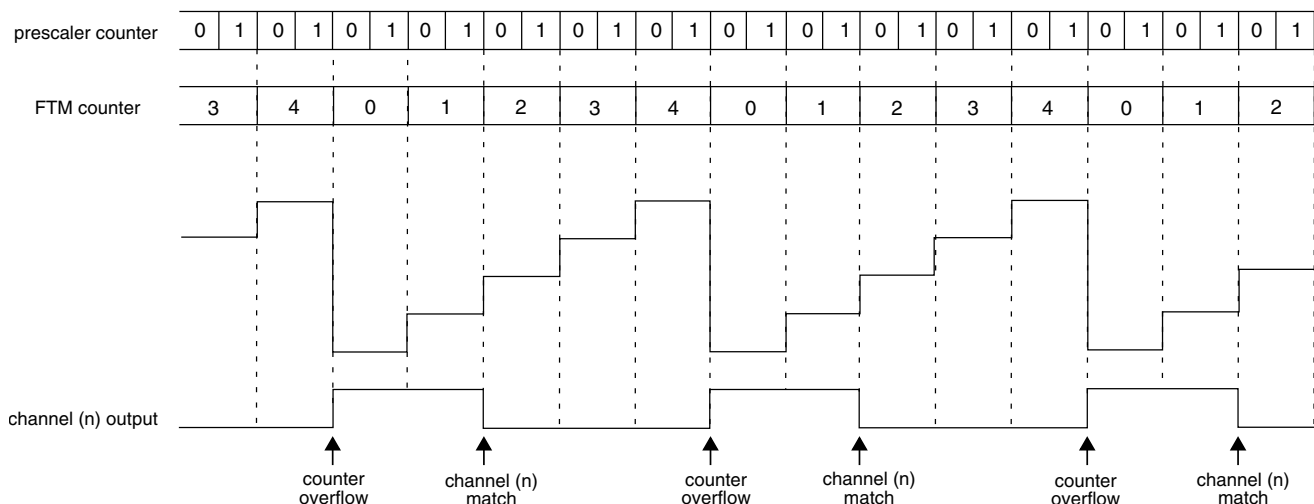 prescaler counter 0 1 0 1 0 1 0 1 0 1 0 1 0 1 0 1 0 1 0 1 0 1 0 1 0 1 0 1 0 1
FTM counter 3 4 0 1 2 3 4 0 1 2 3 4 0 1 2
channel (n) output
counter overflow
channel (n) match
counter overflow
channel (n) match
counter overflow
channel (n) match